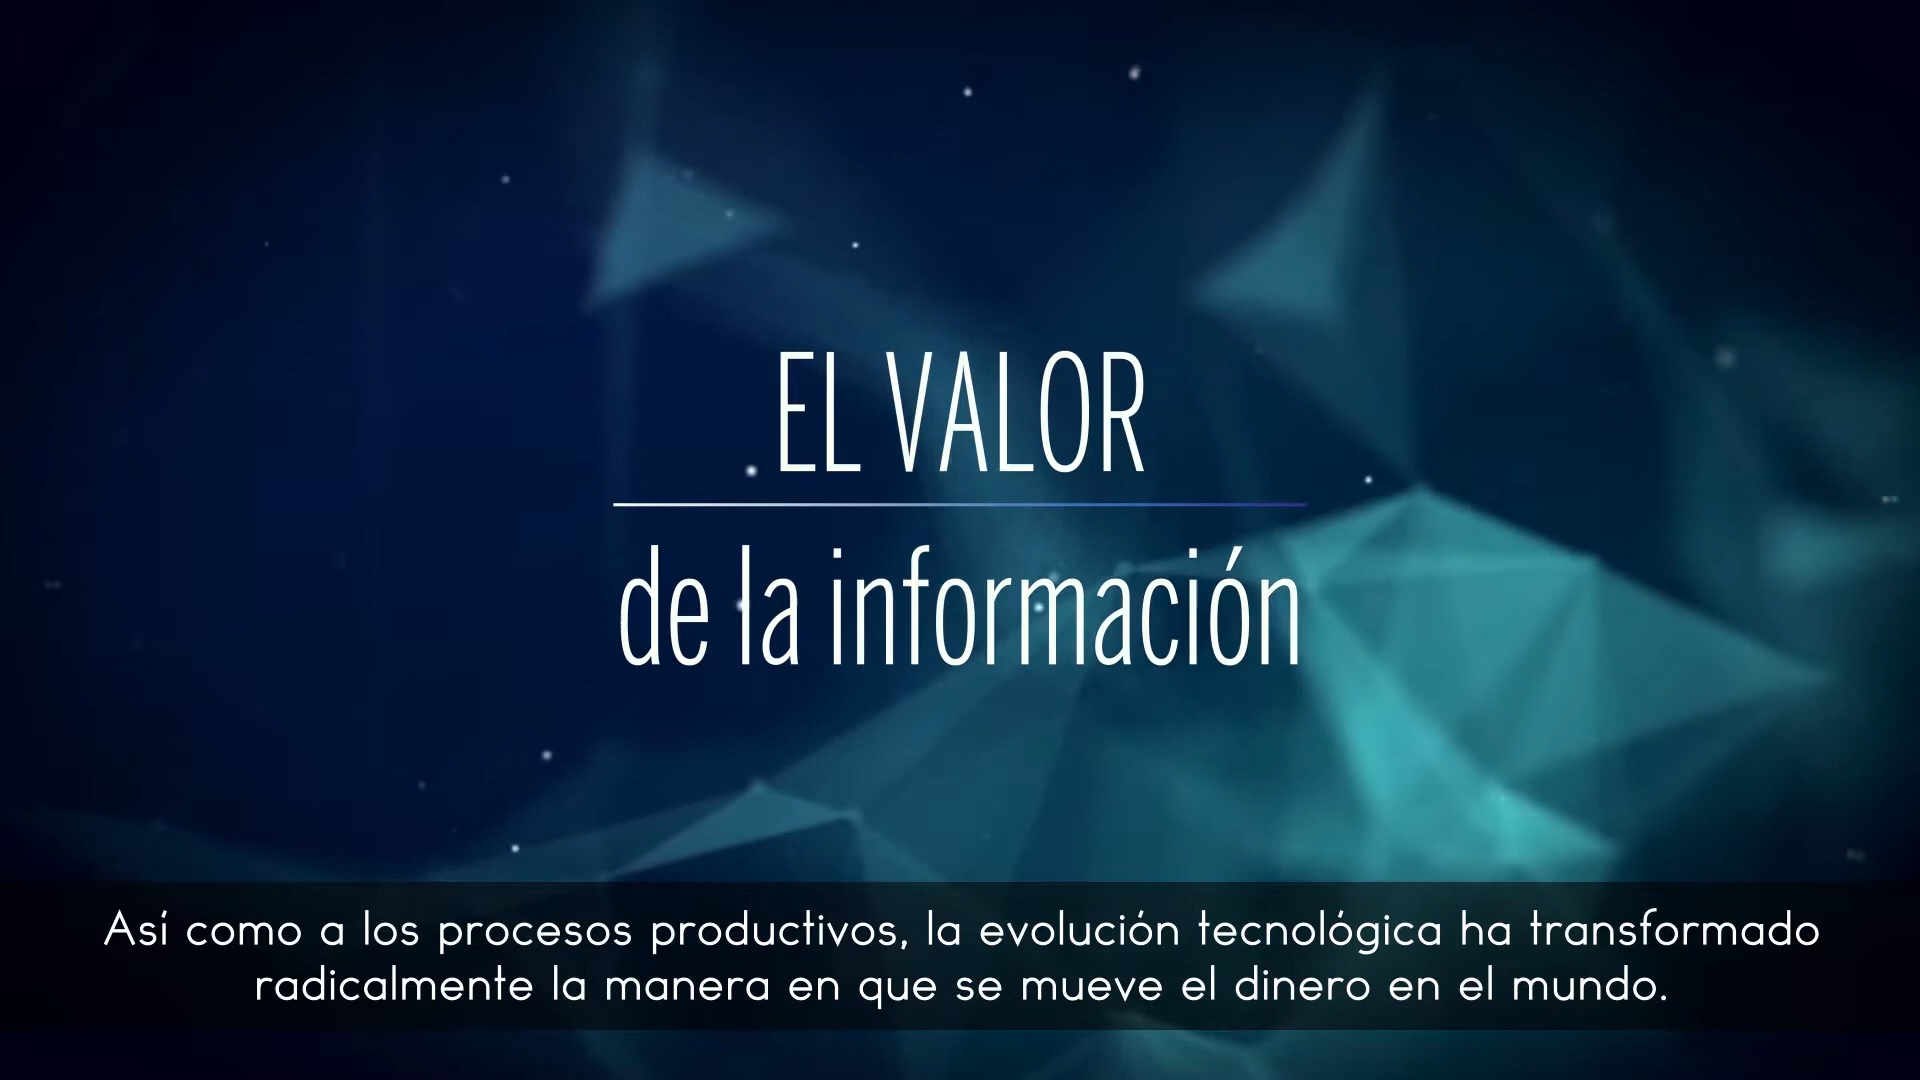 EL VALOR
de la información
Así como a los procesos productivos, la evolución tecnológica ha transformado
radicalmente la manera en que se mueve el dinero en el mundo.